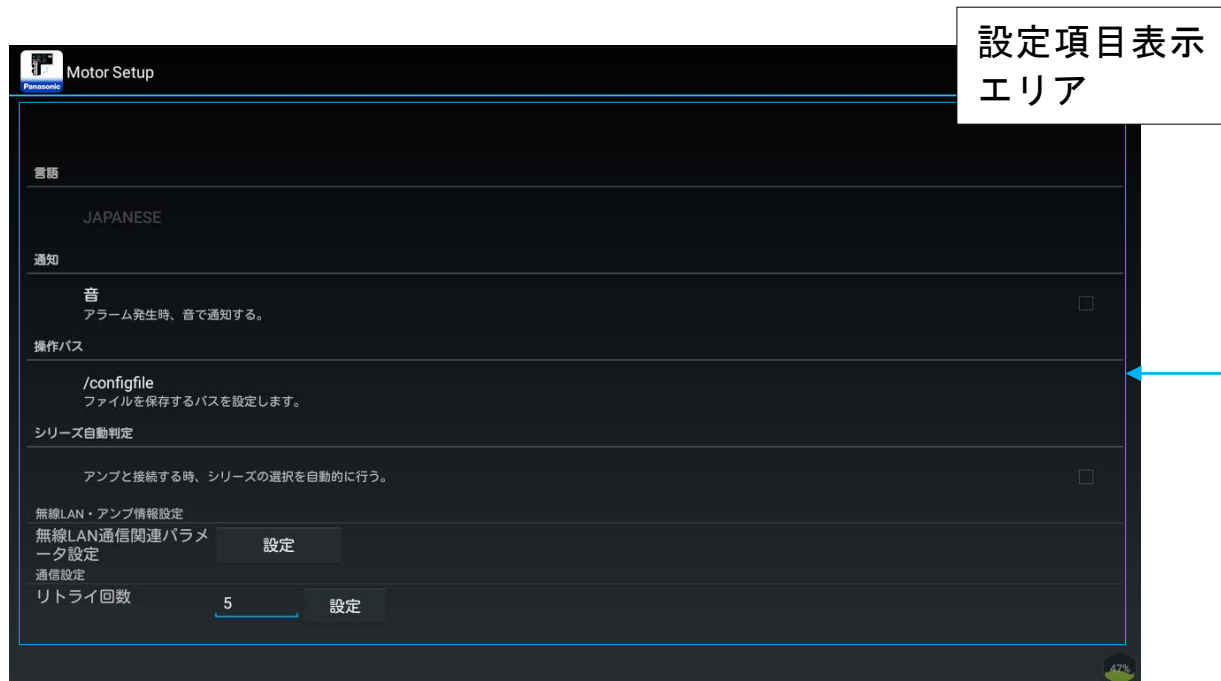 設定項目表示
エリア
Panasonic
Motor Setup
言語
JAPANESE
通知
音
アラーム発生時、音で通知する。
操作パス
/configfile
ファイルを保存するパスを設定します。
シリーズ自動判定
アンプと接続する時、シリーズの選択を自動的に行う。
無線LAN・アンプ情報設定
無線LAN通信関連パラメ
ータ設定
設定
通信設定
リトライ回数
5
設定
47%